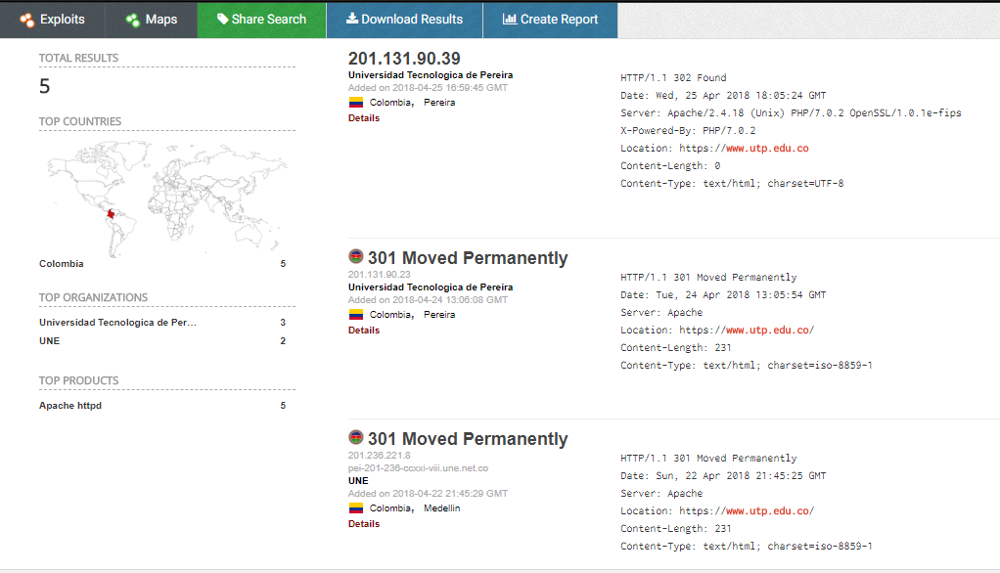 Exploits
Maps
Share Search
Download Results
Create Report
TOTAL RESULTS
5
TOP COUNTRIES
Colombia 5
TOP ORGANIZATIONS
Universidad Tecnologica de Per... 3
UNE 2
TOP PRODUCTS
Apache httpd 5
201.131.90.39
Universidad Tecnologica de Pereira
Added on 2018-04-25 16:59:45 GMT
Colombia, Pereira
Details
HTTP/1.1 302 Found
Date: Wed, 25 Apr 2018 18:05:24 GMT
Server: Apache/2.4.18 (Unix) PHP/7.0.2 OpenSSL/1.0.1e-fips
X-Powered-By: PHP/7.0.2
Location: https://www.utp.edu.co
Content-Length: 0
Content-Type: text/html; charset=UTF-8
301 Moved Permanently
201.131.90.23
Universidad Tecnologica de Pereira
Added on 2018-04-24 13:06:08 GMT
Colombia, Pereira
Details
HTTP/1.1 301 Moved Permanently
Date: Tue, 24 Apr 2018 13:05:54 GMT
Server: Apache
Location: https://www.utp.edu.co/
Content-Length: 231
Content-Type: text/html; charset=iso-8859-1
301 Moved Permanently
201.236.221.8
pei-201-236-ccxxi-viii.une.net.co
UNE
Added on 2018-04-22 21:45:29 GMT
Colombia, Medellin
Details
HTTP/1.1 301 Moved Permanently
Date: Sun, 22 Apr 2018 21:45:25 GMT
Server: Apache
Location: https://www.utp.edu.co/
Content-Length: 231
Content-Type: text/html; charset=iso-8859-1